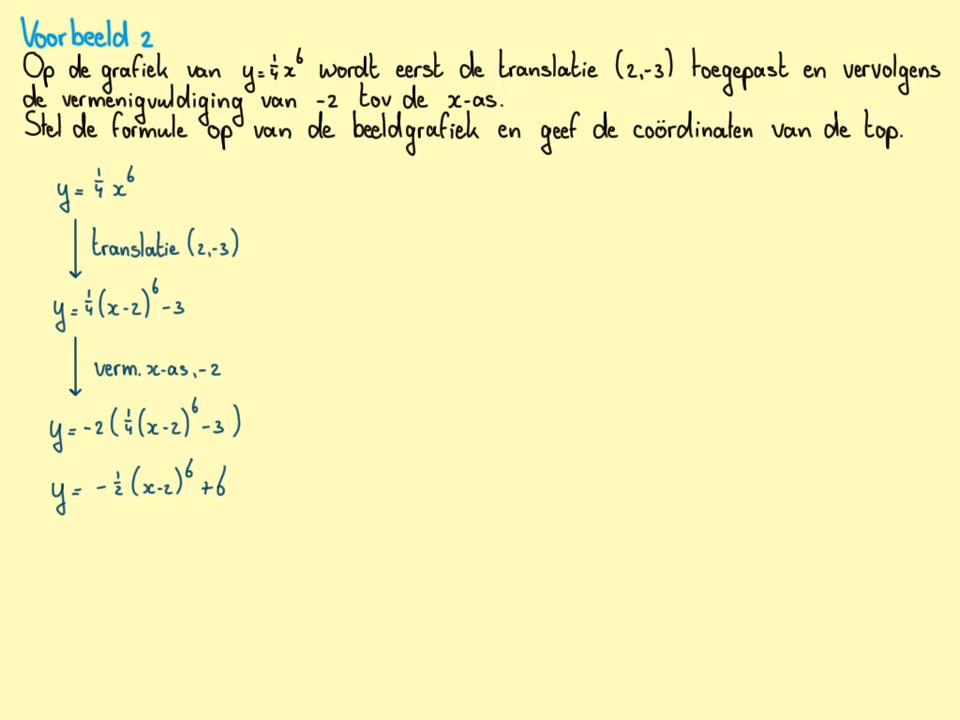 Voorbeeld 2
Op de grafiek van y=¼x⁶ wordt eerst de translatie (2,-3) toegepast en vervolgens
de vermenigvuldiging van -2 tov de x-as.
Stel de formule op van de beeldgrafiek en geef de coördinaten van de top.
y = ¼ x⁶
translatie (2,-3)
y = ¼(x-2)⁶ -3
verm. x-as, -2
y = -2(¼(x-2)⁶ -3)
y = -½(x-2)⁶ +6